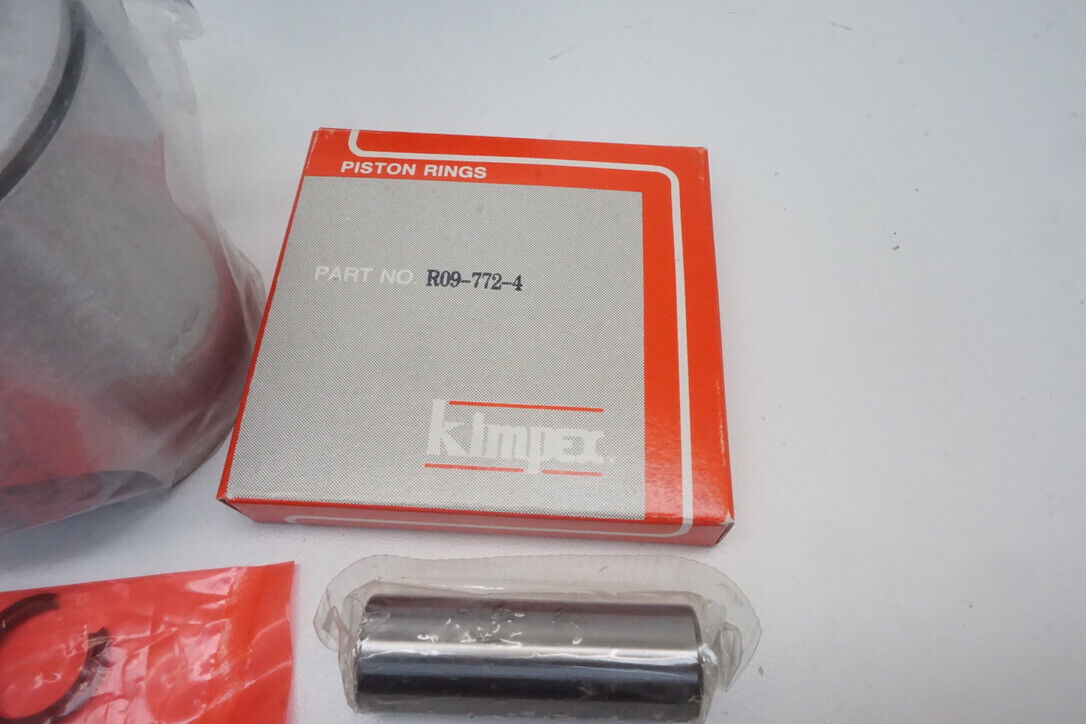 PISTON RINGS
PART NO. R09-772-4
kimpex